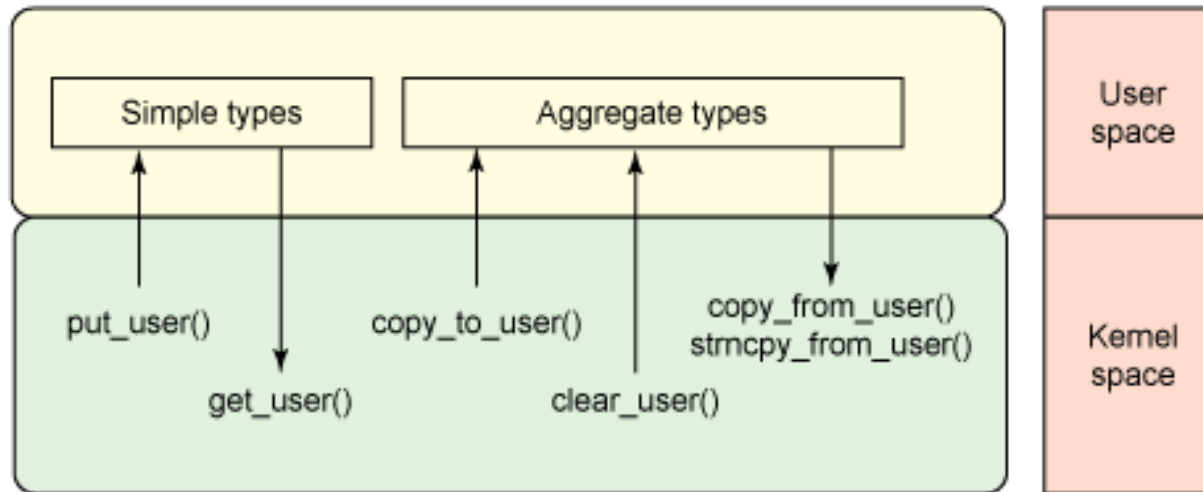 Simple types
Aggregate types
User
space
put_user()
copy_to_user()
copy_from_user()
strncpy_from_user()
get_user()
clear_user()
Kernel
space